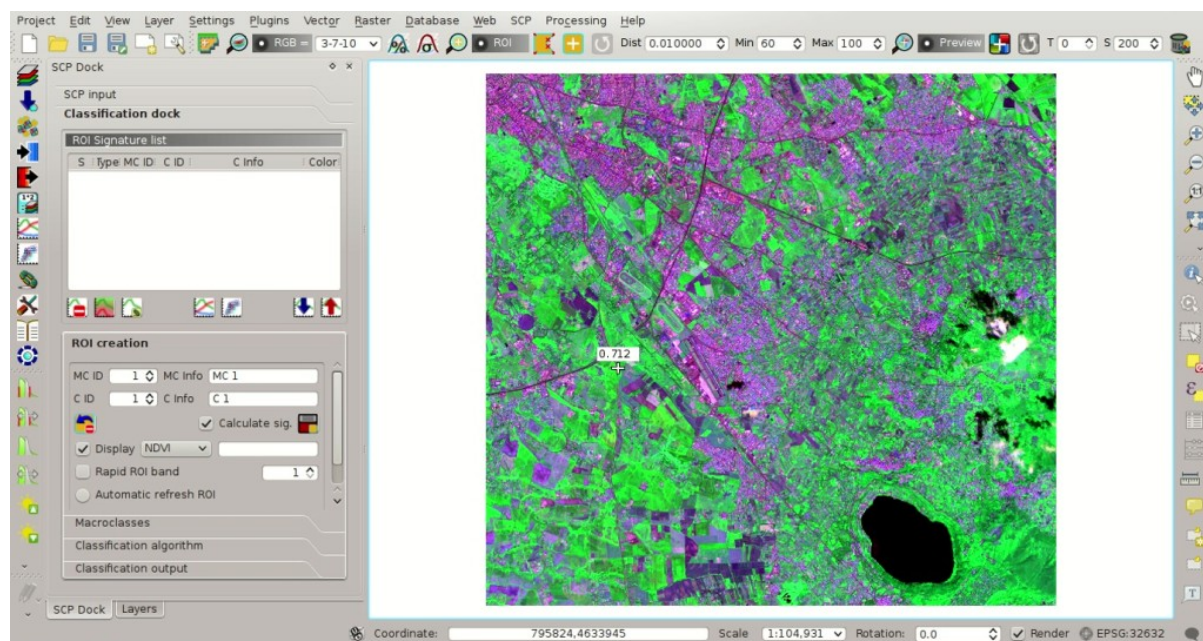 Project Edit View Layer Settings Plugins Vector Raster Database Web SCP Processing Help
RGB = 3-7-10 ROI Dist 0.010000 Min 60 Max 100 Preview T 0 S 200
SCP Dock
SCP input
Classification dock
ROI Signature list
S Type MC ID C ID C Info Color
ROI creation
MC ID 1 MC Info MC 1
C ID 1 C Info C 1
Calculate sig.
Display NDVI
Rapid ROI band 1
Automatic refresh ROI
Macroclasses
Classification algorithm
Classification output
SCP Dock Layers
0.712
Coordinate: 795824,4633945 Scale 1:104,931 Rotation: 0.0 Render EPSG:32632